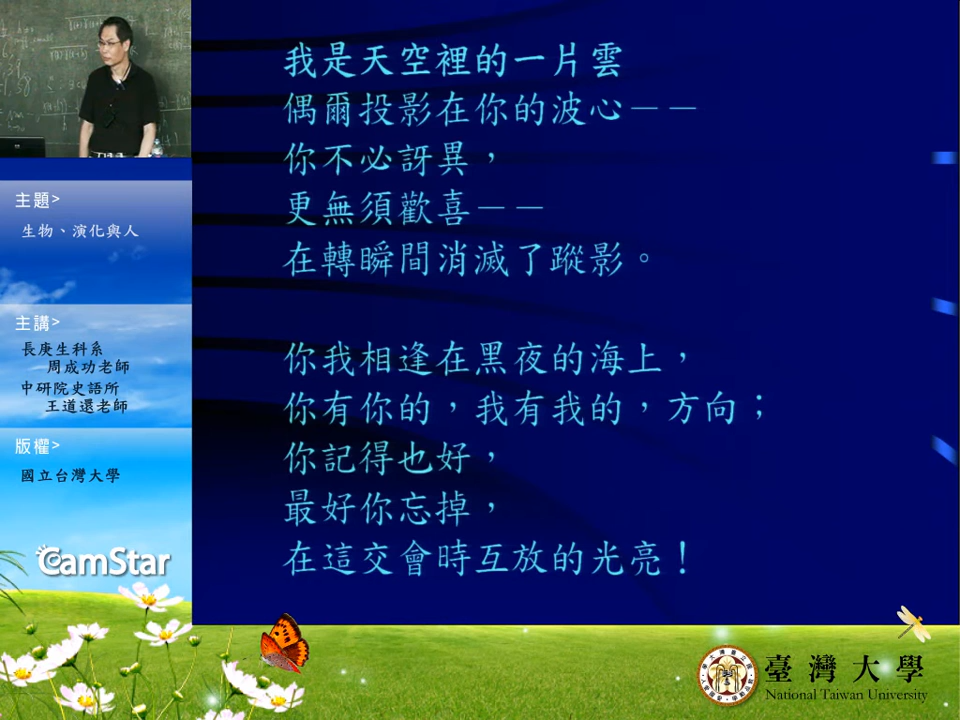 主題>
生物、演化與人
主講>
長庚生科系
周成功老師
中研院史語所
王道還老師
版權>
國立台灣大學
CamStar
我是天空裡的一片雲
偶爾投影在你的波心－－
你不必訝異，
更無須歡喜－－
在轉瞬間消滅了蹤影。
你我相逢在黑夜的海上，
你有你的，我有我的，方向；
你記得也好，
最好你忘掉，
在這交會時互放的光亮！
臺灣大學
National Taiwan University